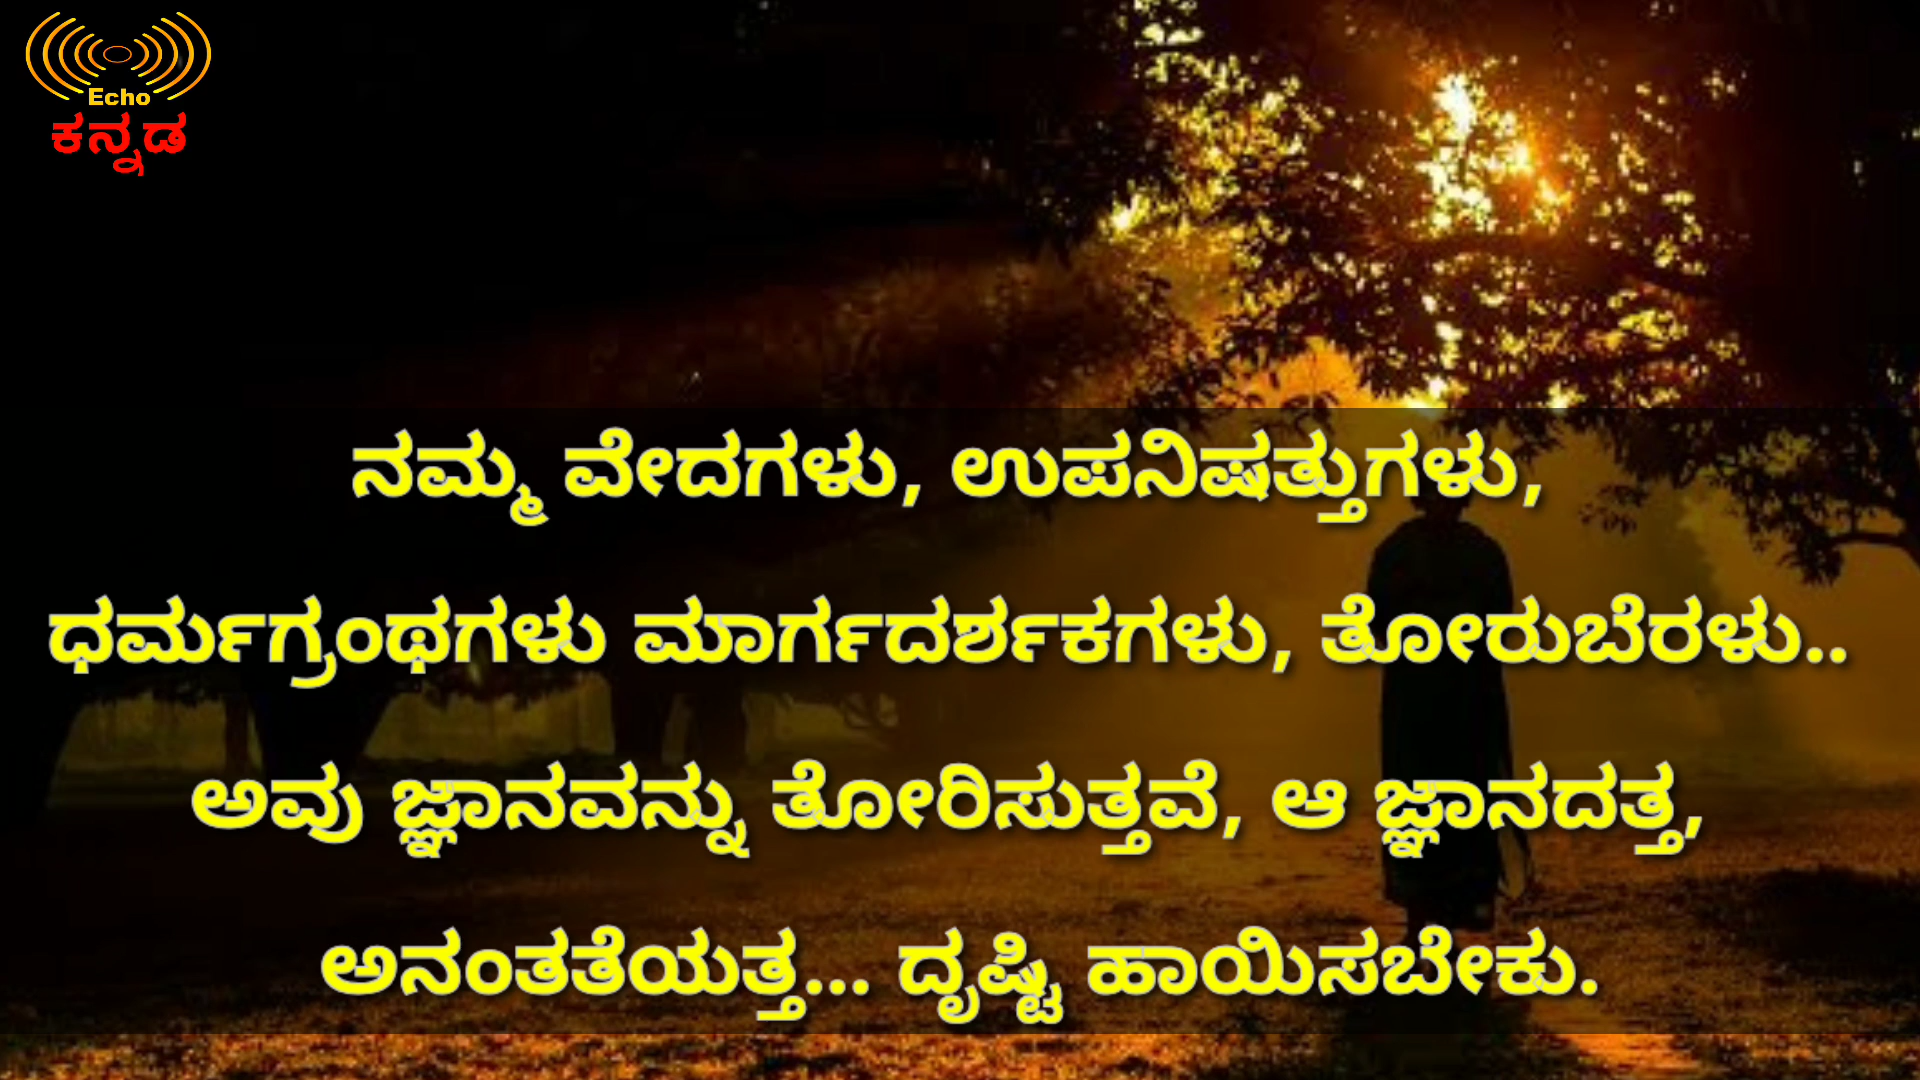 Echo
ಕನ್ನಡ
ನಮ್ಮ ವೇದಗಳು, ಉಪನಿಷತ್ತುಗಳು,
ಧರ್ಮಗ್ರಂಥಗಳು ಮಾರ್ಗದರ್ಶಕಗಳು, ತೋರುಬೆರಳು..
ಅವು ಜ್ಞಾನವನ್ನು ತೋರಿಸುತ್ತವೆ, ಆ ಜ್ಞಾನದತ್ತ,
ಅನಂತತೆಯತ್ತ... ದೃಷ್ಟಿ ಹಾಯಿಸಬೇಕು.